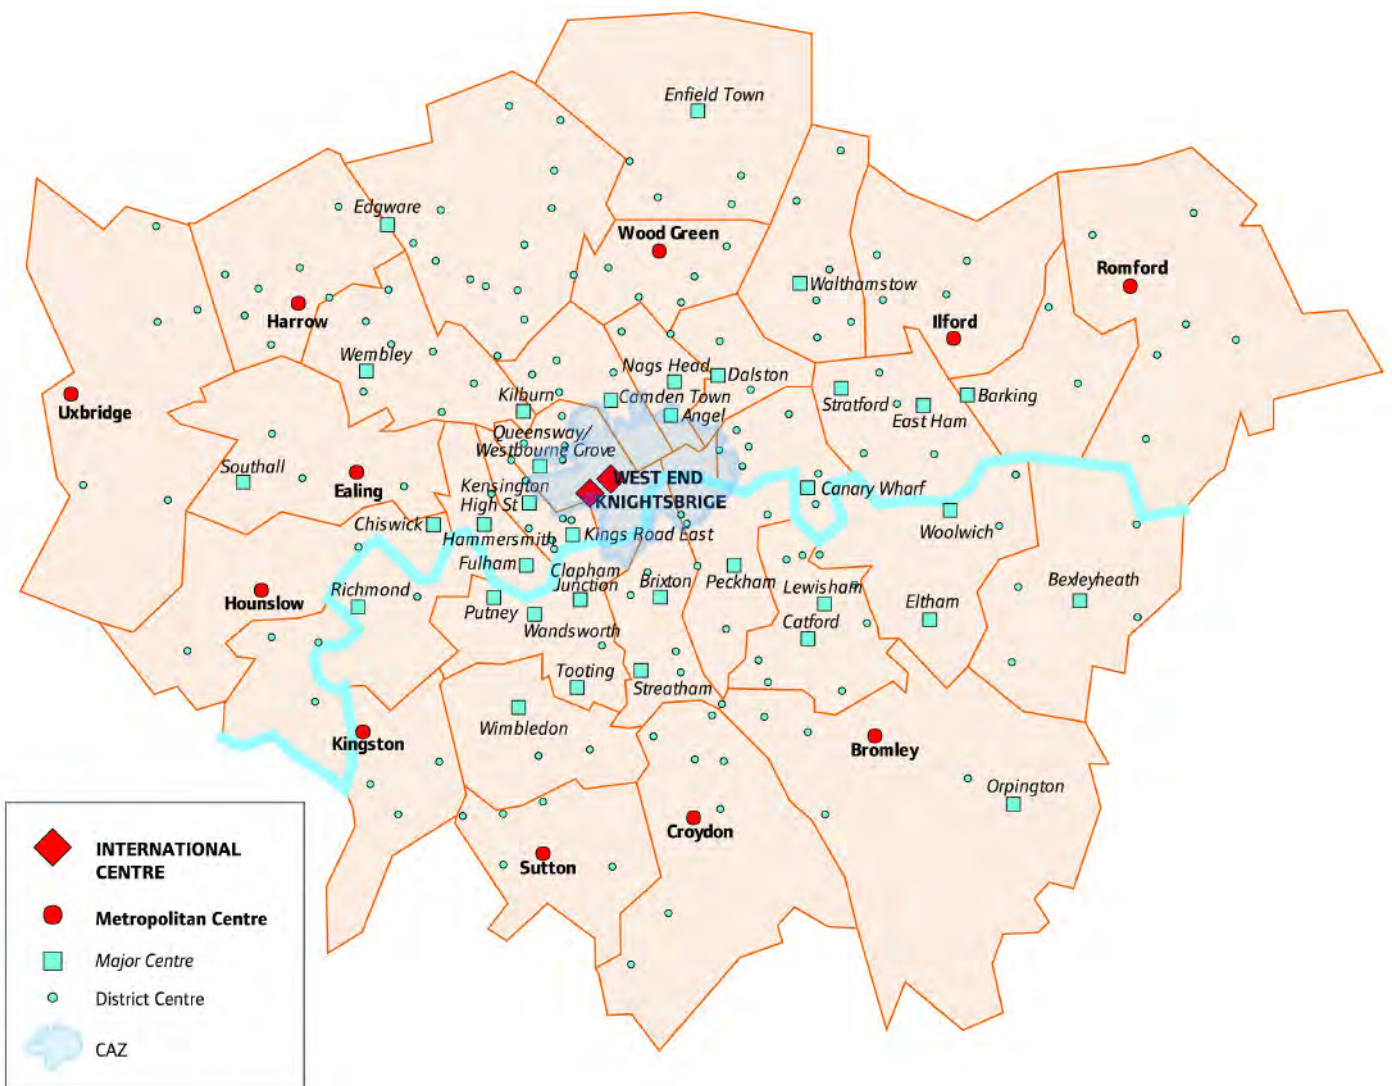 Enfield Town
Edgware
Wood Green
Walthamstow
Romford
Harrow
Ilford
Wembley
Nags Head
Dalston
Uxbridge
Kilburn
Camden Town
Stratford
Barking
Angel
East Ham
Queensway/
Westbourne Grove
Southall
Ealing
WEST END
KNIGHTSBRIGE
Kensington
High St
Canary Wharf
Chiswick
Hammersmith
Kings Road East
Woolwich
Fulham
Clapham
Junction
Hounslow
Richmond
Putney
Wandsworth
Brixton
Peckham
Lewisham
Catford
Eltham
Bexleyheath
Tooting
Streatham
Wimbledon
Kingston
Bromley
Orpington
Croydon
Sutton
INTERNATIONAL
CENTRE
Metropolitan Centre
Major Centre
District Centre
CAZ